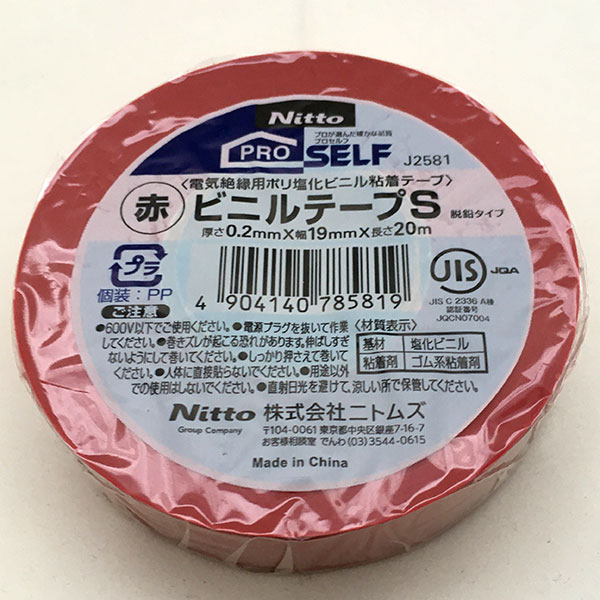 Nitto
プロが選んだ確かな品質
プロセルフ
PRO SELF J2581
〈電気絶縁用ポリ塩化ビニル粘着テープ〉
赤 ビニルテープS 脱鉛タイプ
厚さ0.2mm×幅19mm×長さ20m
プラ
個装:PP
4 904140 785819
JIS JQA
JIS C 2336 A種
認証番号
JQCN07004
ご注意
●600V以下でご使用ください。●電源プラグを抜いて作業
してください。●巻きズレが起こる恐れがあります。伸ばしすぎ
ないようにして巻いてください。●しっかり押さえて巻いて
ください。●人体に直接貼らないでください。●用途以外
での使用はしないでください。●直射日光を避けて、涼しい所で保管してください。
〈材質表示〉
基材 塩化ビニル
粘着剤 ゴム系粘着剤
Nitto 株式会社ニトムズ
Group Company
〒104-0061 東京都中央区銀座7-16-7
お客様相談室 でんわ(03)3544-0615
Made in China